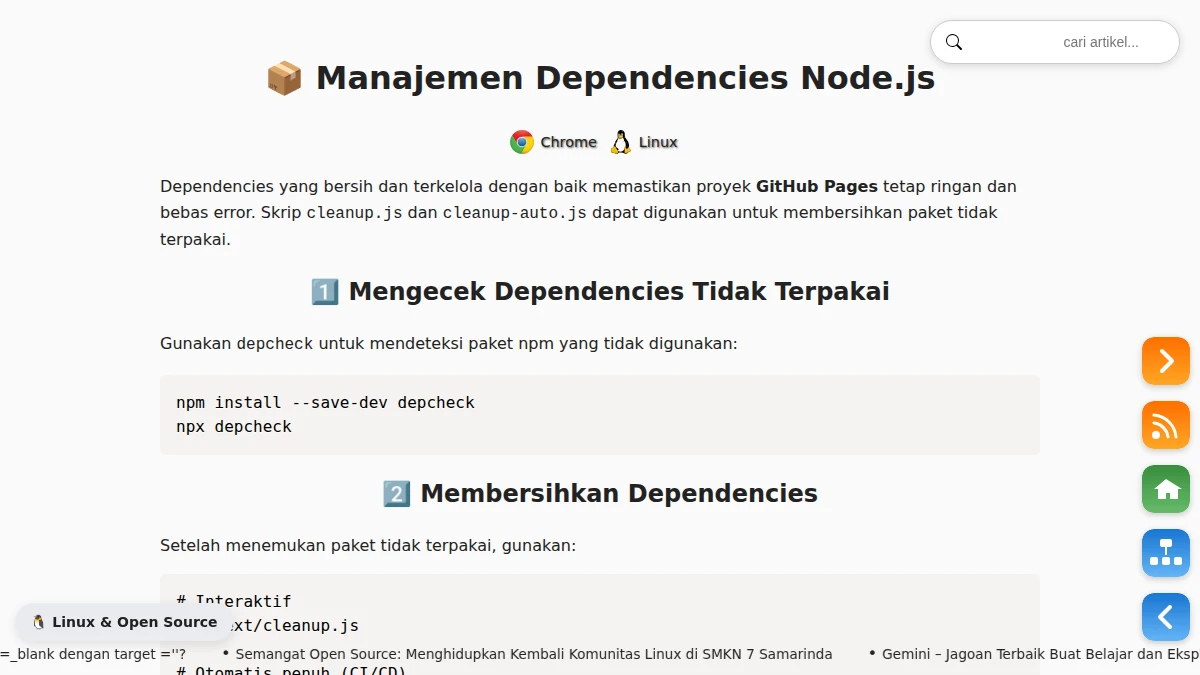 cari artikel...
📦 Manajemen Dependencies Node.js
Chrome Linux
Dependencies yang bersih dan terkelola dengan baik memastikan proyek GitHub Pages tetap ringan dan
bebas error. Skrip cleanup.js dan cleanup-auto.js dapat digunakan untuk membersihkan paket tidak
terpakai.
1️⃣ Mengecek Dependencies Tidak Terpakai
Gunakan depcheck untuk mendeteksi paket npm yang tidak digunakan:
npm install --save-dev depcheck
npx depcheck
2️⃣ Membersihkan Dependencies
Setelah menemukan paket tidak terpakai, gunakan:
# Interaktif
ext/cleanup.js
🐧 Linux & Open Source
=_blank dengan target =''? • Semangat Open Source: Menghidupkan Kembali Komunitas Linux di SMKN 7 Samarinda • Gemini – Jagoan Terbaik Buat Belajar dan Eksp
# Otomatis penuh (CI/CD)